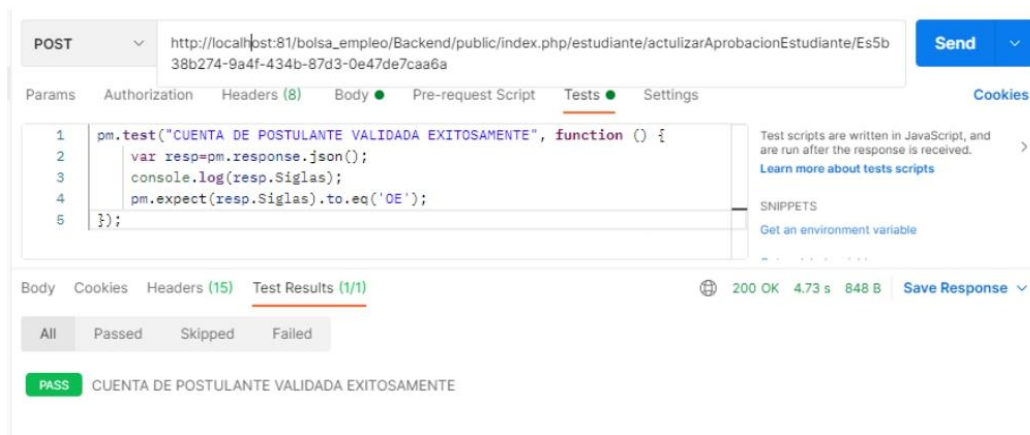 POST
http://localhost:81/bolsa_empleo/Backend/public/index.php/estudiante/actulizarAprobacionEstudiante/Es5b
38b274-9a4f-434b-87d3-0e47de7caa6a
Send
Params Authorization Headers (8) Body Pre-request Script Tests Settings Cookies
1 pm.test("CUENTA DE POSTULANTE VALIDADA EXITOSAMENTE", function () {
2 var resp=pm.response.json();
3 console.log(resp.Siglas);
4 pm.expect(resp.Siglas).to.eq('OE');
5 });
Test scripts are written in JavaScript, and
are run after the response is received.
Learn more about tests scripts
SNIPPETS
Get an environment variable
Body Cookies Headers (15) Test Results (1/1) 200 OK 4.73 s 848 B Save Response
All Passed Skipped Failed
PASS CUENTA DE POSTULANTE VALIDADA EXITOSAMENTE